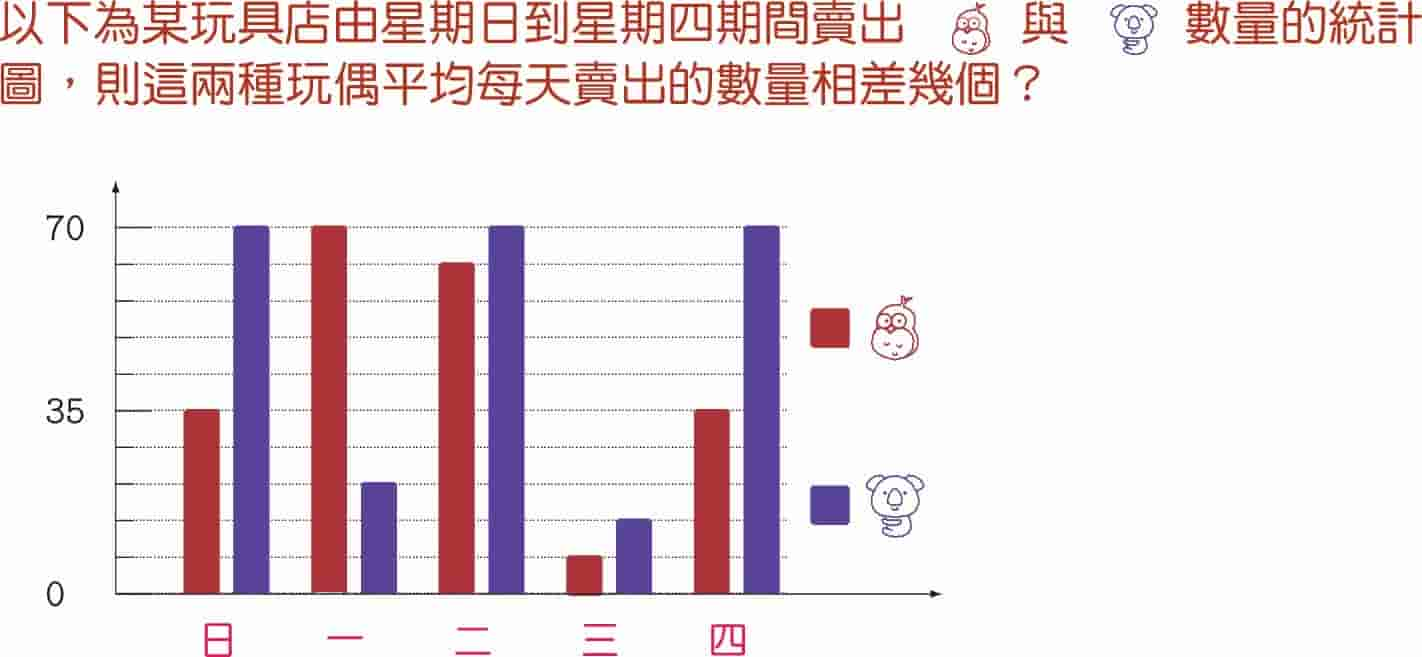 以下為某玩具店由星期日到星期四期間賣出 與 數量的統計
圖，則這兩種玩偶平均每天賣出的數量相差幾個？
70
35
0
日 一 二 三 四